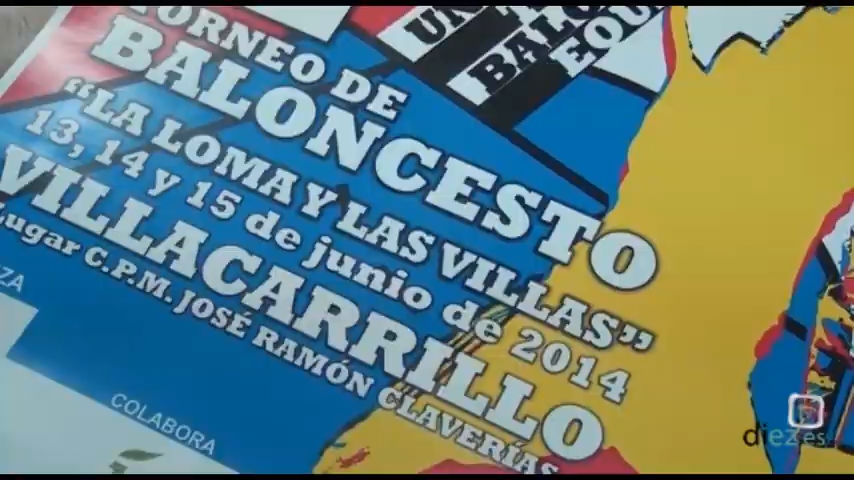 TORNEO DE
BALONCESTO
"LA LOMA Y LAS VILLAS"
13, 14 y 15 de junio de 2014
VILLACARRILLO
Lugar C.P.M. JOSÉ RAMÓN CLAVERÍAS
COLABORA
diez.es